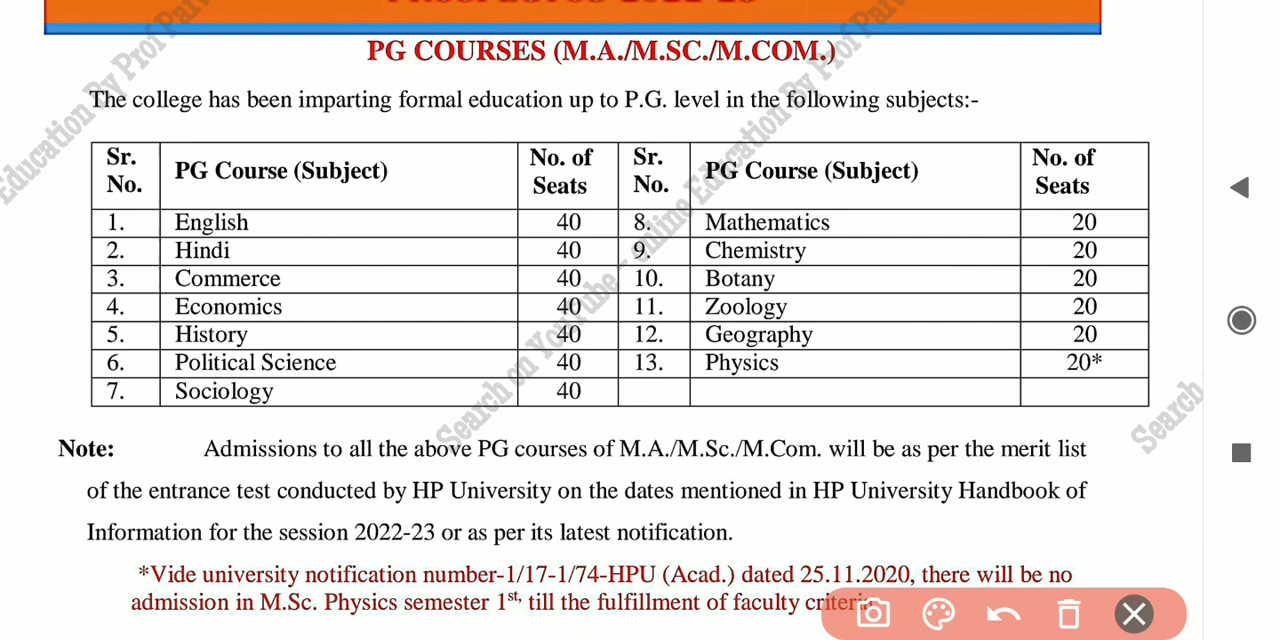 PROSPECTUS 2022-23
PG COURSES (M.A./M.SC./M.COM.)
The college has been imparting formal education up to P.G. level in the following subjects:-
Sr. No. PG Course (Subject) No. of Seats Sr. No. PG Course (Subject) No. of Seats
1. English 40 8. Mathematics 20
2. Hindi 40 9. Chemistry 20
3. Commerce 40 10. Botany 20
4. Economics 40 11. Zoology 20
5. History 40 12. Geography 20
6. Political Science 40 13. Physics 20*
7. Sociology 40
Note: Admissions to all the above PG courses of M.A./M.Sc./M.Com. will be as per the merit list
of the entrance test conducted by HP University on the dates mentioned in HP University Handbook of
Information for the session 2022-23 or as per its latest notification.
*Vide university notification number-1/17-1/74-HPU (Acad.) dated 25.11.2020, there will be no
admission in M.Sc. Physics semester 1st, till the fulfillment of faculty criteria
Education By Prof
Search on YouTube - online Education By Prof
Search